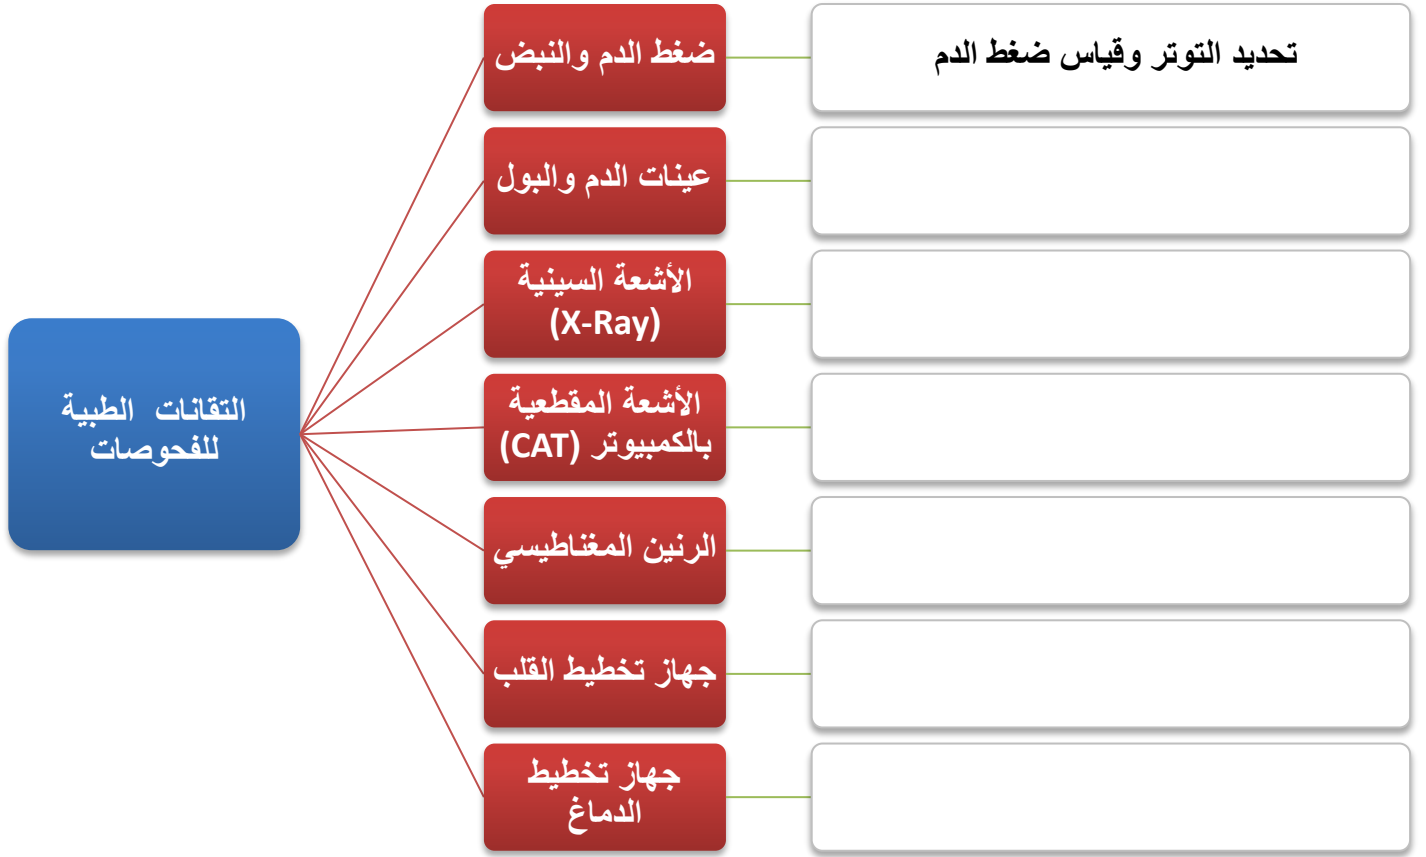 ضغط الدم والنبض
تحديد التوتر وقياس ضغط الدم
عينات الدم والبول
الأشعة السينية
(X-Ray)
الأشعة المقطعية
بالكمبيوتر (CAT)
التقانات الطبية
للفحوصات
الرنين المغناطيسي
جهاز تخطيط القلب
جهاز تخطيط
الدماغ